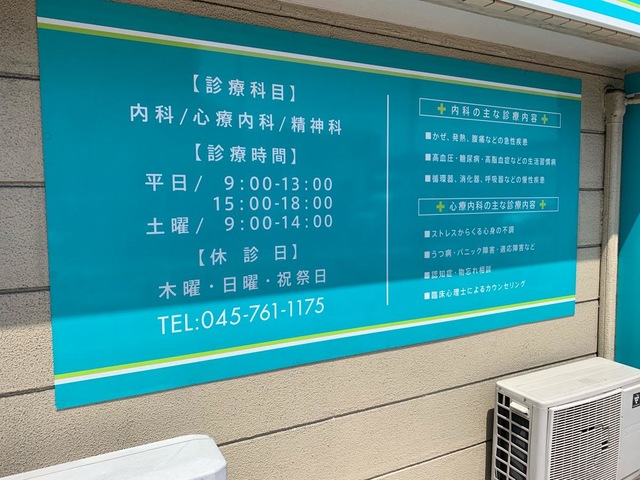 【診療科目】
内科/心療内科/精神科
【診療時間】
平日/ 9:00-13:00
15:00-18:00
土曜/ 9:00-14:00
【休診日】
木曜・日曜・祝祭日
TEL:045-761-1175
内科の主な診療内容
■かぜ、発熱、腹痛などの急性疾患
■高血圧・糖尿病・高脂血症などの生活習慣病
■循環器、消化器、呼吸器などの慢性疾患
心療内科の主な診療内容
■ストレスからくる心身の不調
■うつ病・パニック障害・適応障害など
■認知症・物忘れ相談
■臨床心理士によるカウンセリング